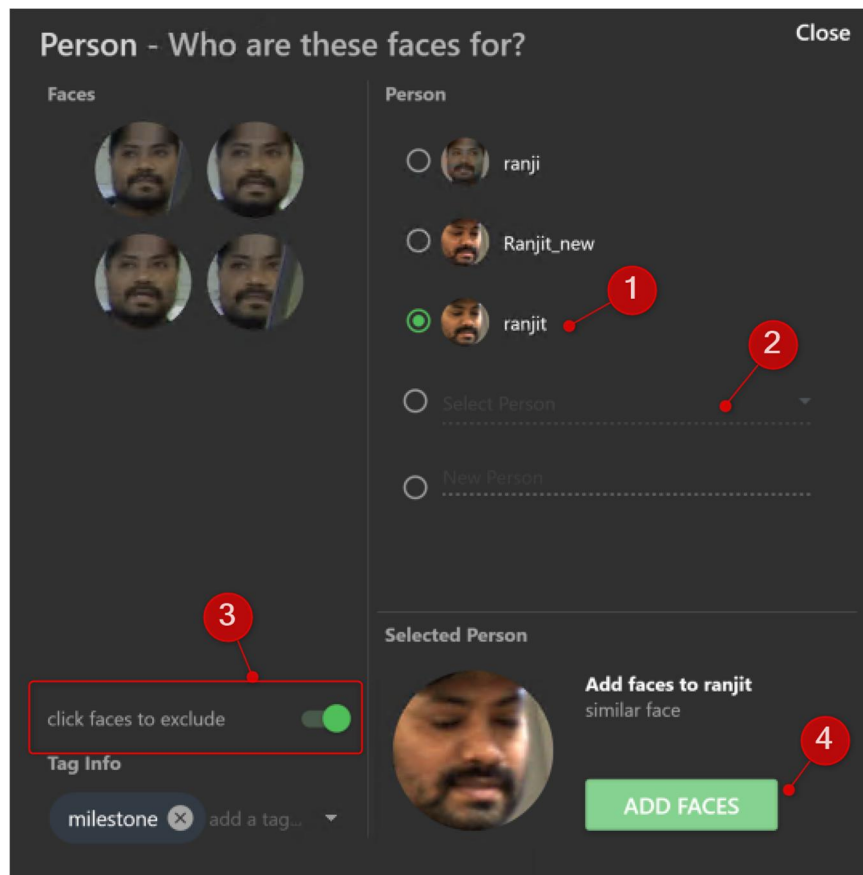 Person - Who are these faces for?
Close
Faces
Person
ranji
Ranjit_new
1
ranjit
2
Select Person
New Person
3
click faces to exclude
Tag Info
milestone
add a tag...
Selected Person
Add faces to ranjit
similar face
4
ADD FACES